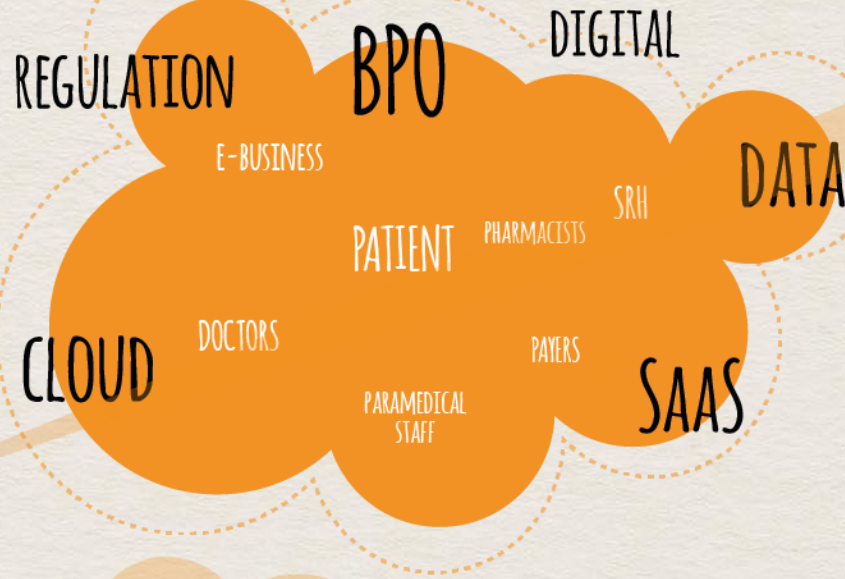 DIGITAL
BPO
REGULATION
E-BUSINESS
DATA
SRH
PHARMACISTS
PATIENT
DOCTORS
PAYERS
CLOUD
SAAS
PARAMEDICAL
STAFF